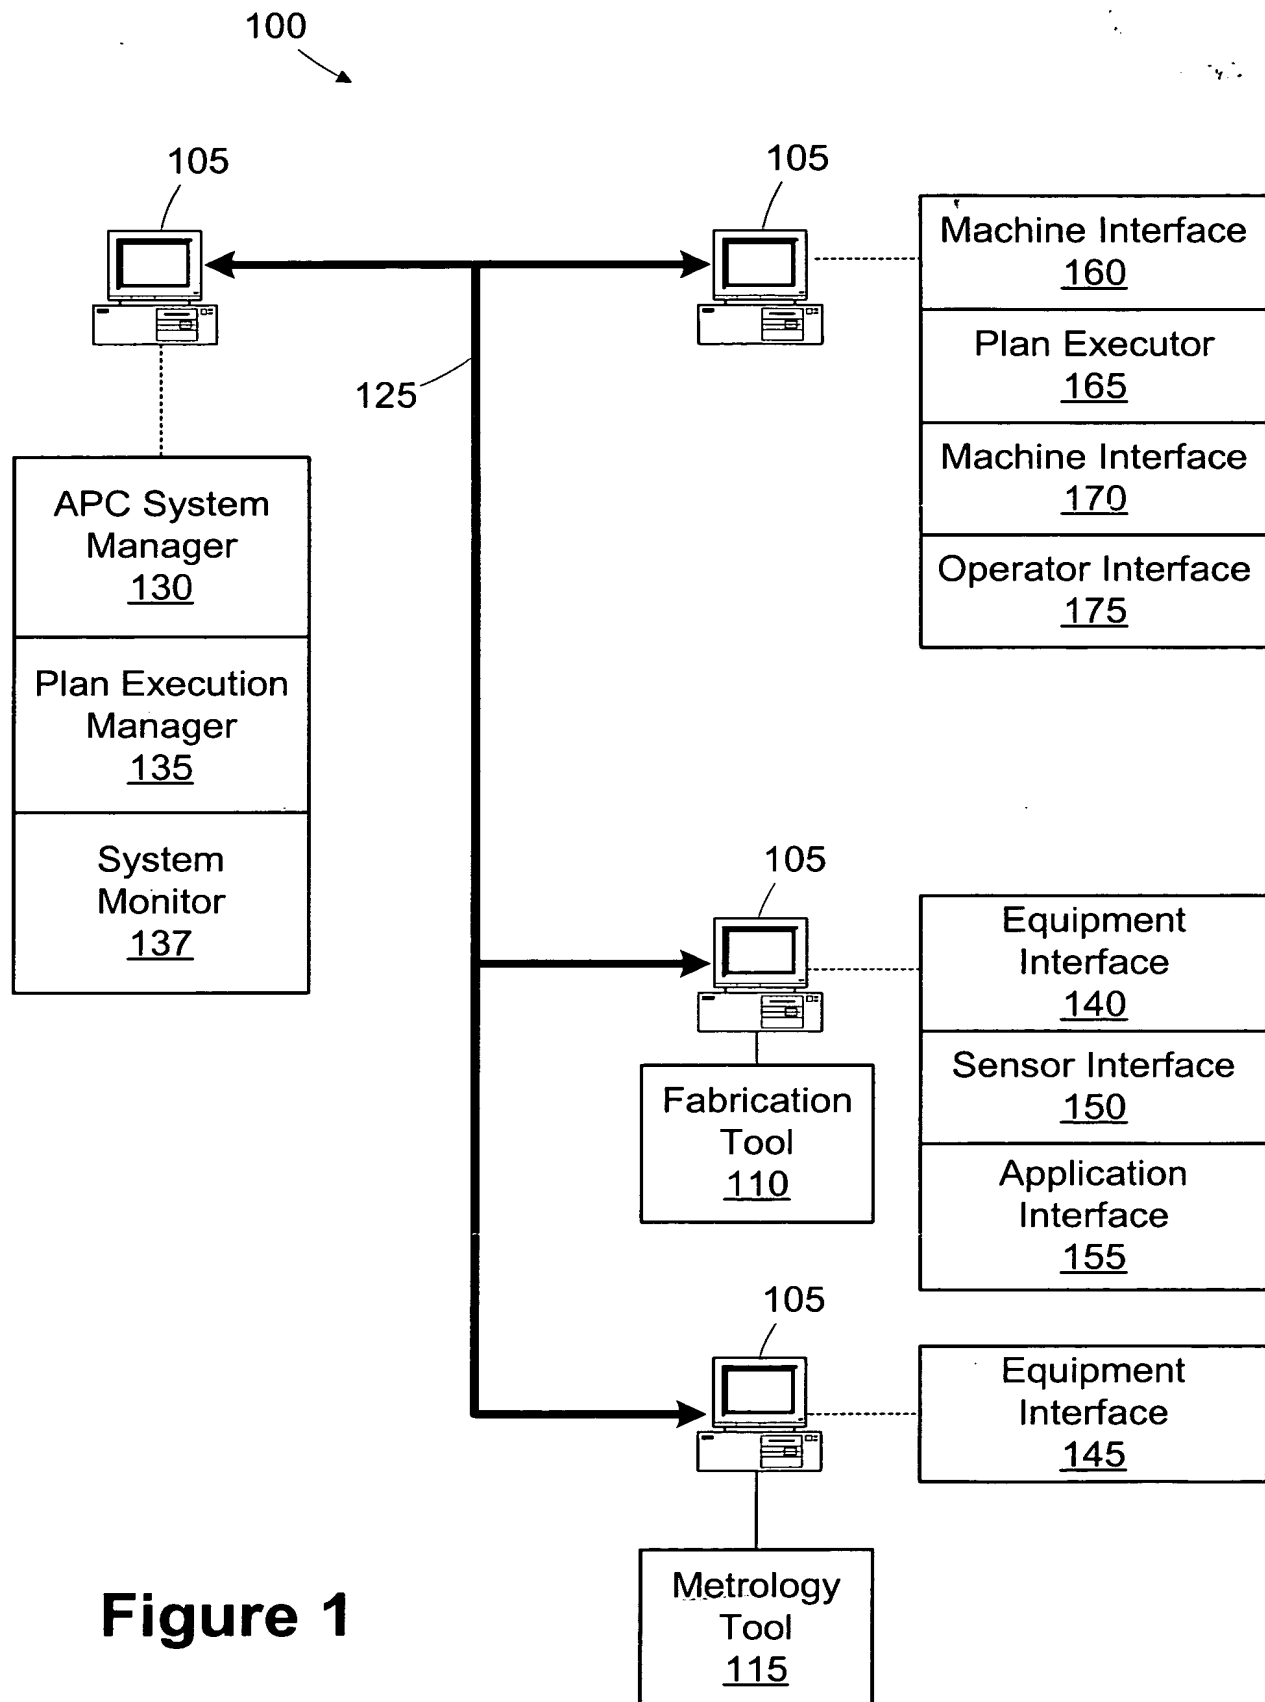 100
105
105
Machine Interface
160
Plan Executor
165
Machine Interface
170
Operator Interface
175
125
APC System
Manager
130
Plan Execution
Manager
135
System
Monitor
137
105
Equipment
Interface
140
Sensor Interface
150
Application
Interface
155
Fabrication
Tool
110
105
Equipment
Interface
145
Metrology
Tool
115
Figure 1